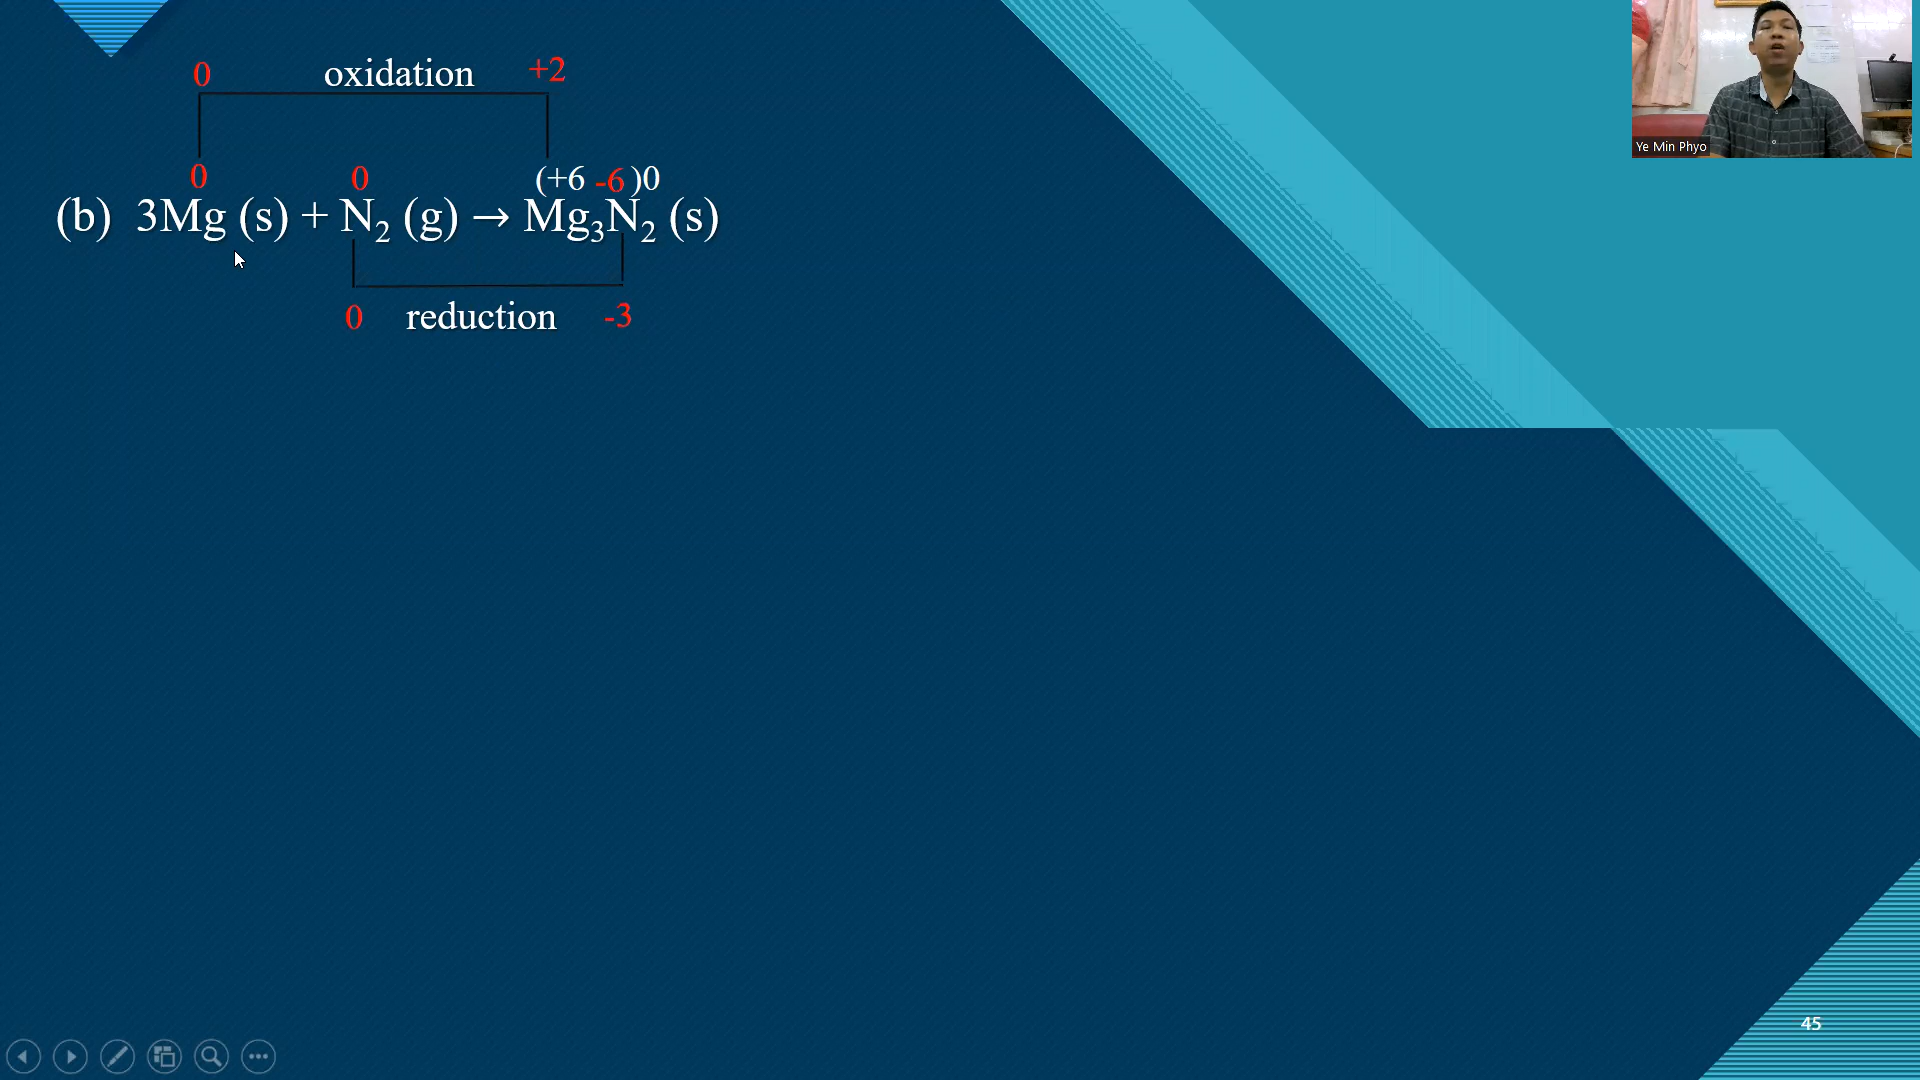 0 oxidation +2
0 0 (+6 -6 )0
(b) 3Mg (s) + N₂ (g) → Mg₃N₂ (s)
0 reduction -3
Ye Min Phyo
45